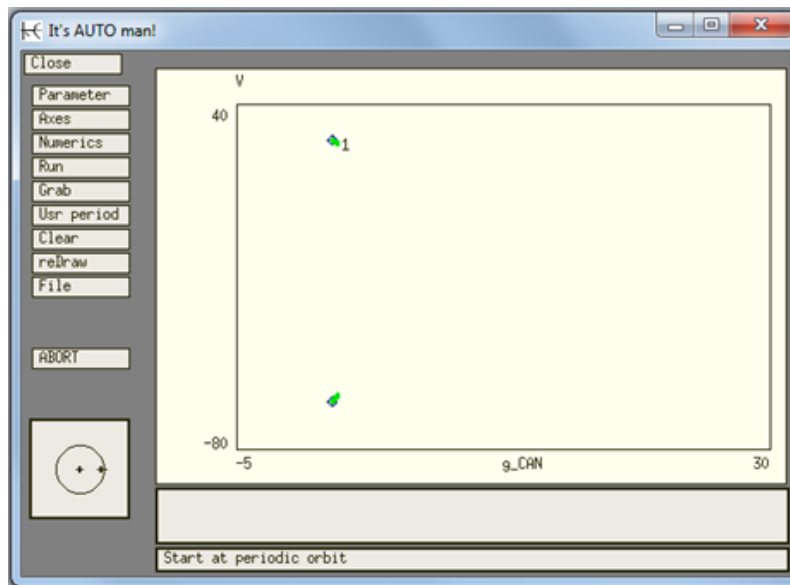 It's AUTO man!
Close
Parameter
Axes
Numerics
Run
Grab
Usr period
Clear
reDraw
File
ABORT
V
40
1
-80
-5
g_CAN
30
Start at periodic orbit